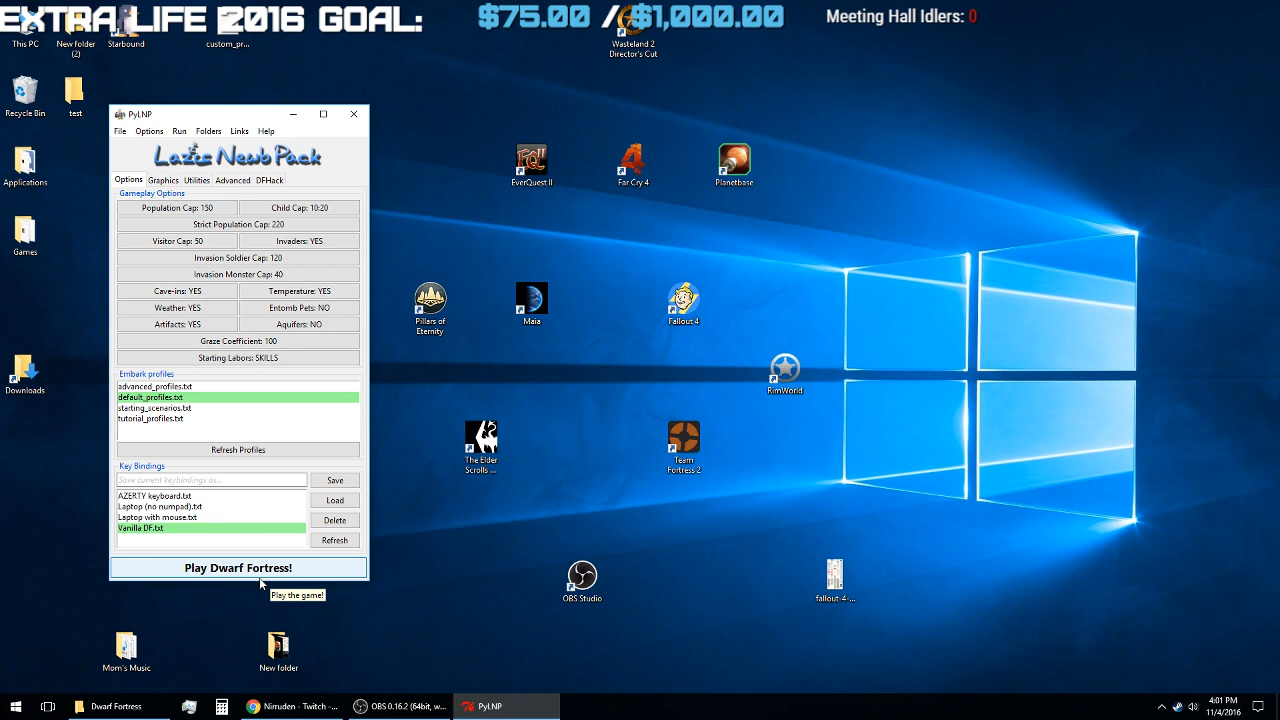 EXTRA LIFE 2016 GOAL: $75.00 / $1,000.00
Meeting Hall Idlers: 0
This PC
New folder
(2)
Starbound
custom_pr...
Wasteland 2
Director's Cut
Recycle Bin
test
PyLNP
File Options Run Folders Links Help
Lazy Newb Pack
Options Graphics Utilities Advanced DFHack
Gameplay Options
Population Cap: 150 Child Cap: 10:20
Strict Population Cap: 220
Visitor Cap: 50 Invaders: YES
Invasion Soldier Cap: 120
Invasion Monster Cap: 40
Cave-ins: YES Temperature: YES
Weather: YES Entomb Pets: NO
Artifacts: YES Aquifers: NO
Graze Coefficient: 100
Starting Labors: SKILLS
Embark profiles
advanced_profiles.txt
default_profiles.txt
starting_scenarios.txt
tutorial_profiles.txt
Refresh Profiles
Key Bindings
Save current keybindings as...
Save
AZERTY keyboard.txt
Laptop (no numpad).txt
Laptop with mouse.txt
Vanilla DF.txt
Load
Delete
Refresh
Play Dwarf Fortress!
Play the game!
Applications
Games
Downloads
EverQuest II
Far Cry 4
Planetbase
Pillars of
Eternity
Maia
Fallout 4
RimWorld
The Elder
Scrolls ...
Team
Fortress 2
OBS Studio
fallout-4-...
Mom's Music
New folder
Dwarf Fortress
Nirruden - Twitch -...
OBS 0.16.2 (64bit, w...
PyLNP
4:01 PM
11/4/2016